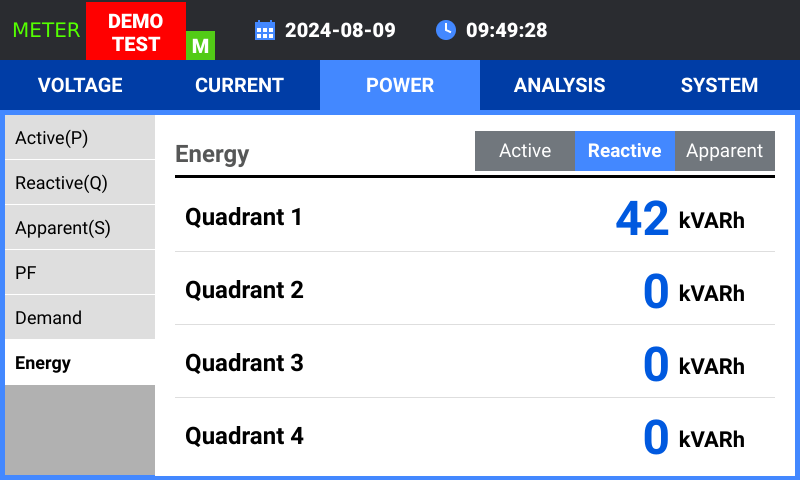 METER
DEMO
TEST
M
2024-08-09
09:49:28
VOLTAGE CURRENT POWER ANALYSIS SYSTEM
Active(P)
Reactive(Q)
Apparent(S)
PF
Demand
Energy
Energy
Active Reactive Apparent
Quadrant 1 42 kVARh
Quadrant 2 0 kVARh
Quadrant 3 0 kVARh
Quadrant 4 0 kVARh